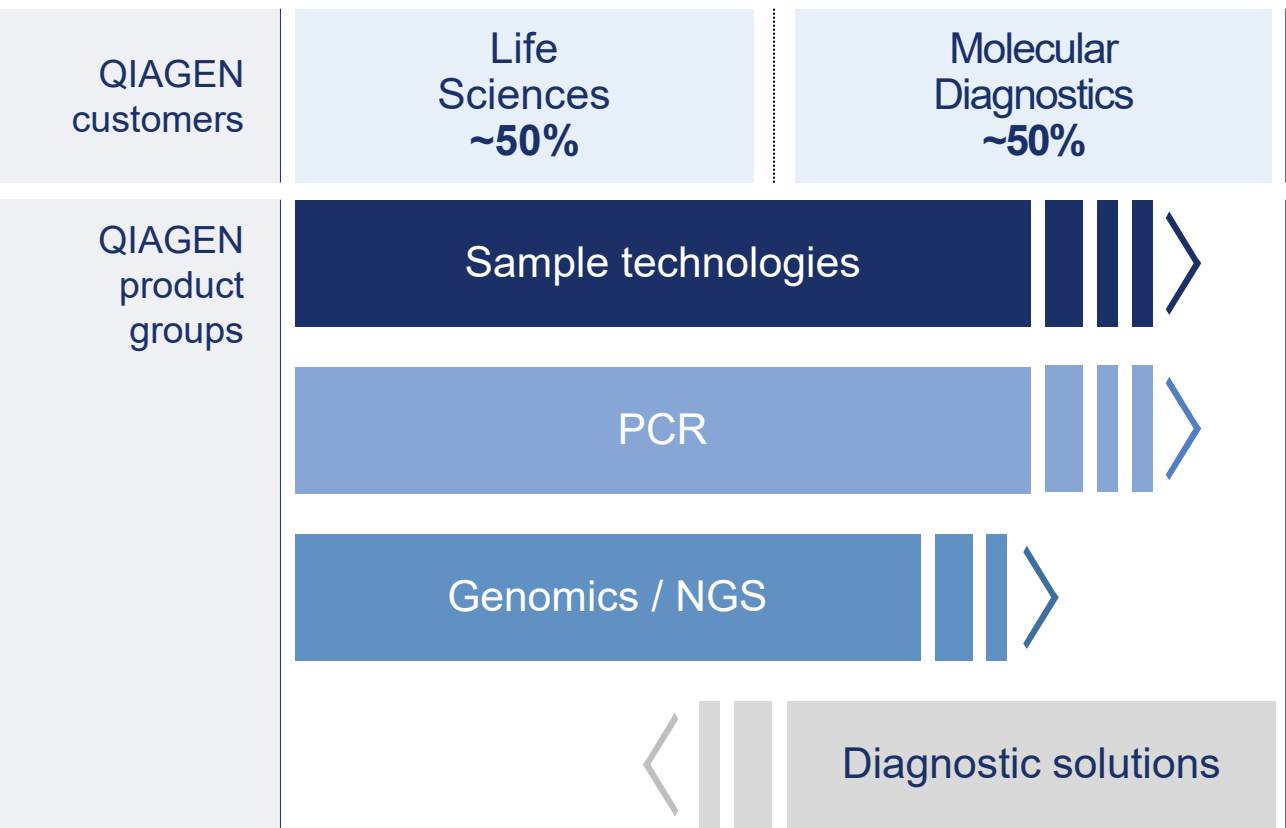 QIAGEN
customers
Life
Sciences
~50%
Molecular
Diagnostics
~50%
QIAGEN
product
groups
Sample technologies
PCR
Genomics / NGS
Diagnostic solutions